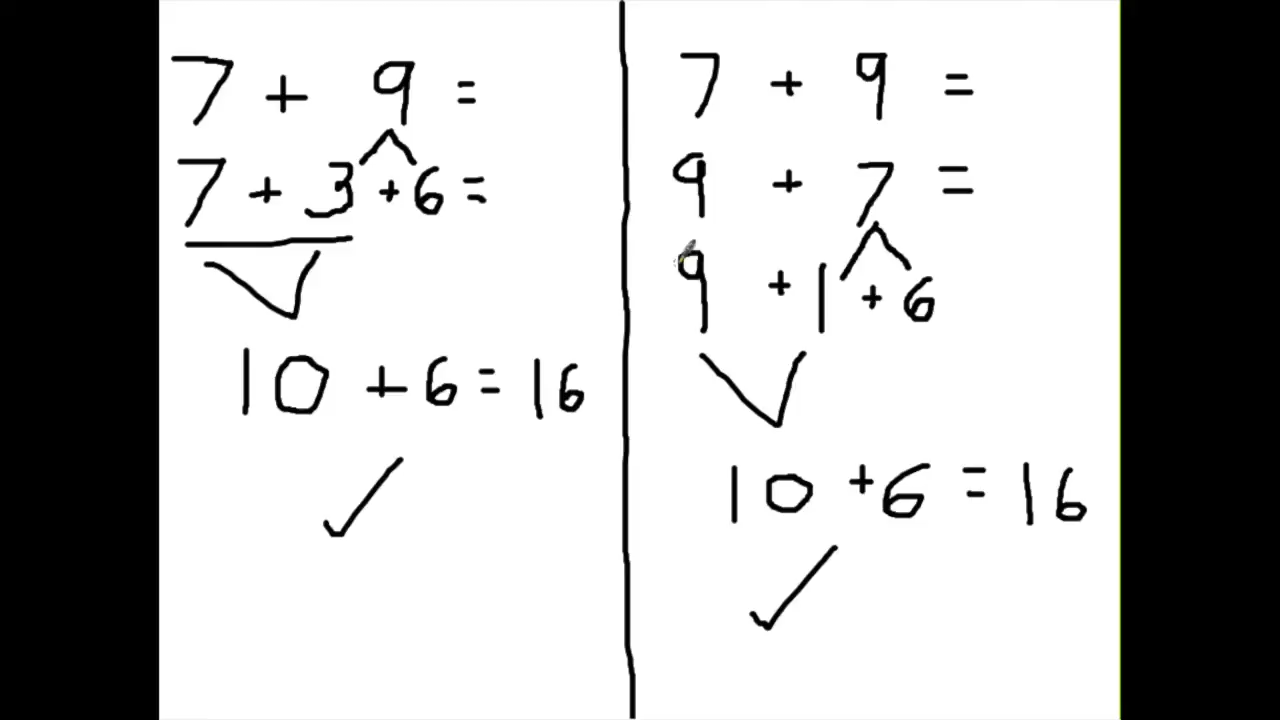 7 + 9 =
7 + 3 + 6 =
10 + 6 = 16
7 + 9 =
9 + 7 =
9 + 1 + 6
10 + 6 = 16